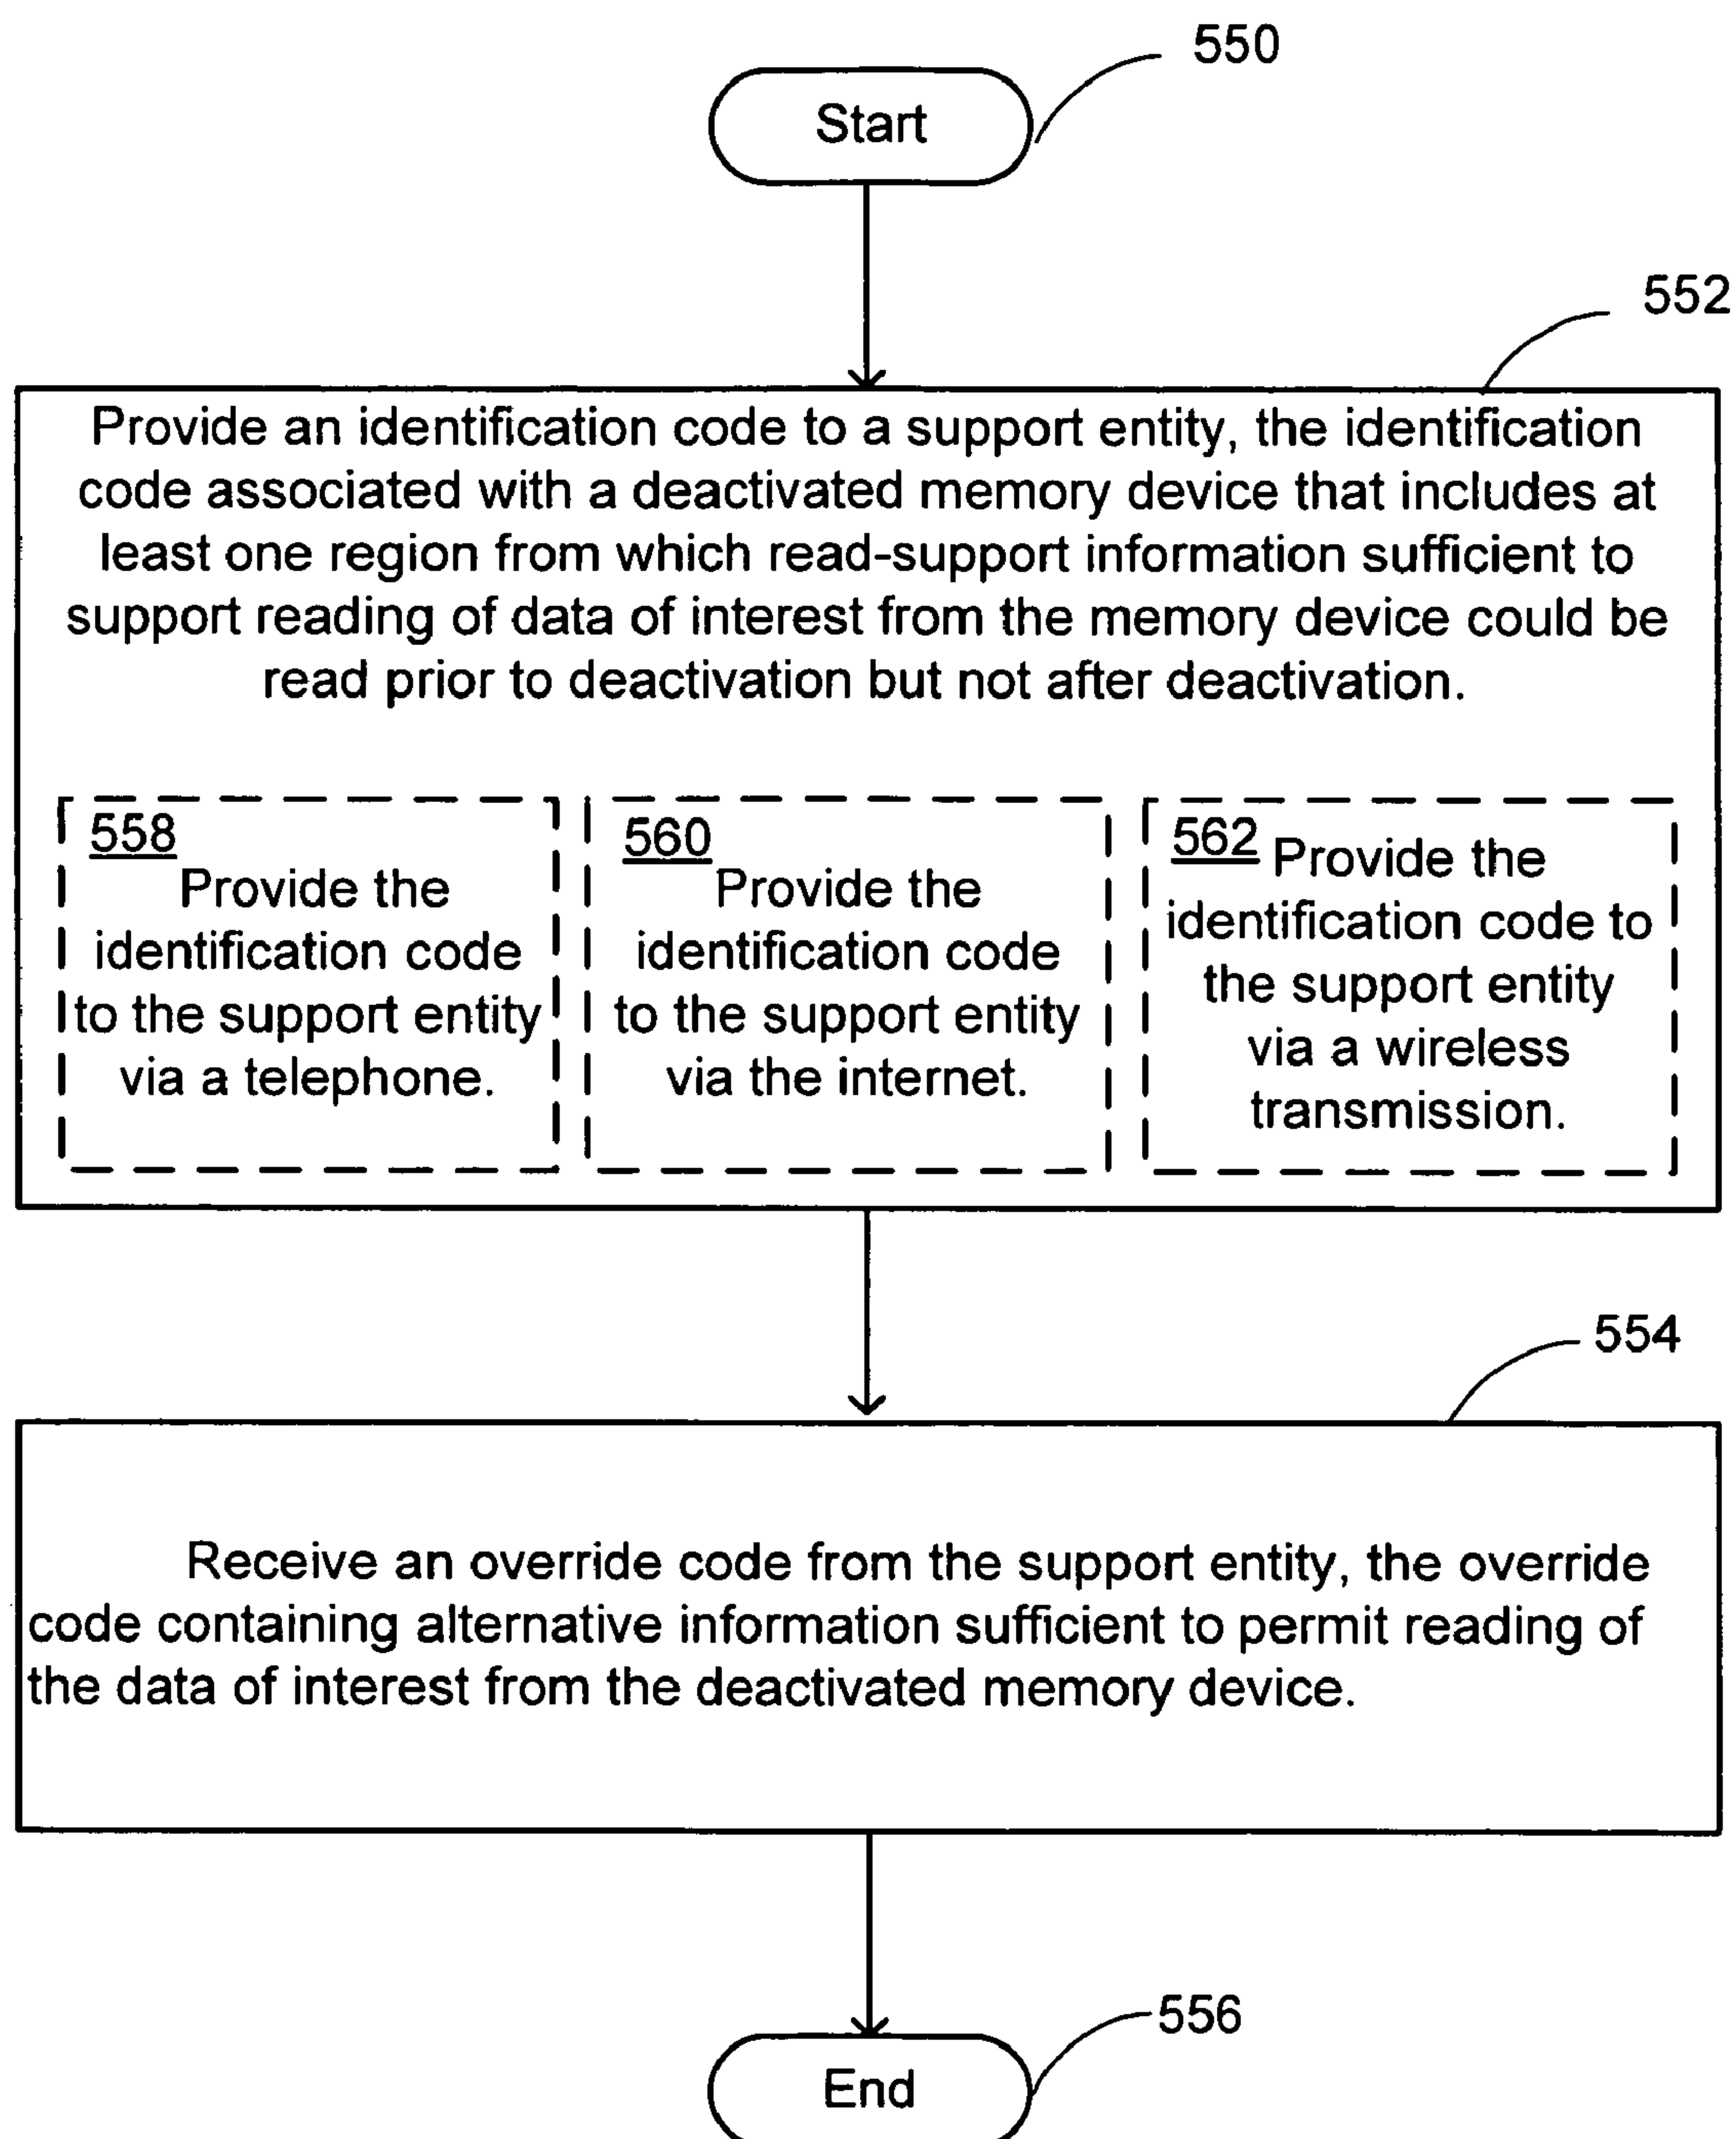 550
Start
552
Provide an identification code to a support entity, the identification
code associated with a deactivated memory device that includes at
least one region from which read-support information sufficient to
support reading of data of interest from the memory device could be
read prior to deactivation but not after deactivation.
558
Provide the
identification code
to the support entity
via a telephone.
560
Provide the
identification code
to the support entity
via the internet.
562 Provide the
identification code to
the support entity
via a wireless
transmission.
554
Receive an override code from the support entity, the override
code containing alternative information sufficient to permit reading of
the data of interest from the deactivated memory device.
556
End